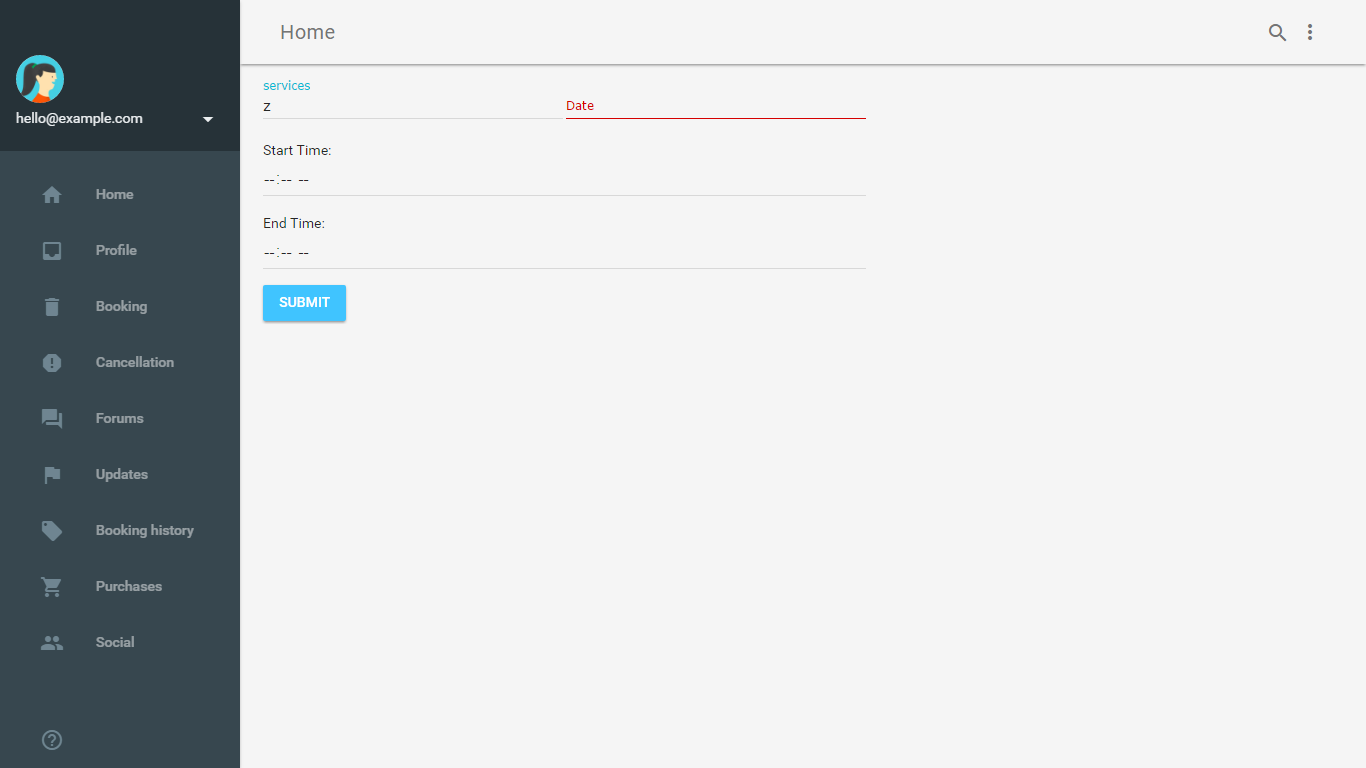 Home
hello@example.com
services
z
Date
Start Time:
--:-- --
End Time:
--:-- --
SUBMIT
Home
Profile
Booking
Cancellation
Forums
Updates
Booking history
Purchases
Social